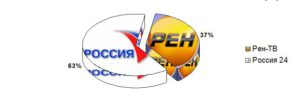 РЕН
37%
РОССИЯ
63%
Рен-ТВ
Россия 24